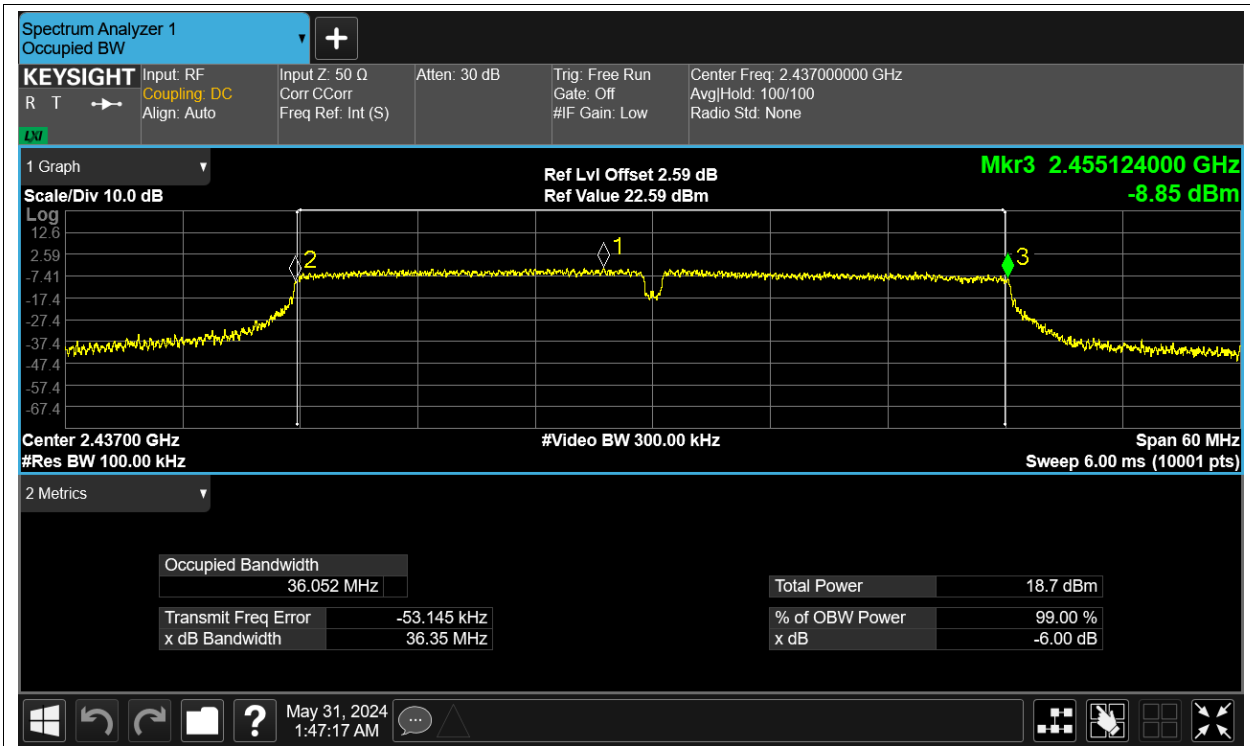 Spectrum Analyzer 1
Occupied BW
KEYSIGHT
R T
LXI
Input: RF
Coupling: DC
Align: Auto
Input Z: 50 Ω
Corr CCorr
Freq Ref: Int (S)
Atten: 30 dB
Trig: Free Run
Gate: Off
#IF Gain: Low
Center Freq: 2.437000000 GHz
Avg|Hold: 100/100
Radio Std: None
1 Graph
Scale/Div 10.0 dB
Ref Lvl Offset 2.59 dB
Ref Value 22.59 dBm
Mkr3 2.455124000 GHz
-8.85 dBm
Log
12.6
2.59
-7.41
-17.4
-27.4
-37.4
-47.4
-57.4
-67.4
2
1
3
Center 2.43700 GHz
#Video BW 300.00 kHz
Span 60 MHz
#Res BW 100.00 kHz
Sweep 6.00 ms (10001 pts)
2 Metrics
Occupied Bandwidth
36.052 MHz
Transmit Freq Error -53.145 kHz
x dB Bandwidth 36.35 MHz
Total Power 18.7 dBm
% of OBW Power 99.00 %
x dB -6.00 dB
?
May 31, 2024
1:47:17 AM